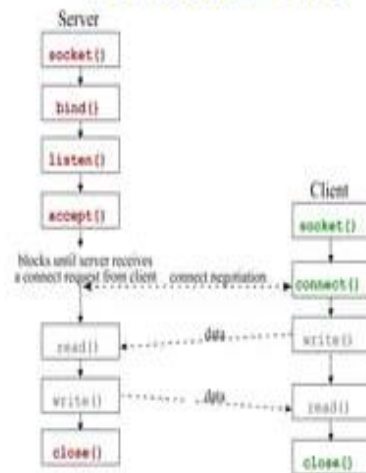 Server
socket()
bind()
listen()
accept()
blocks until server receives
a connect request from client
connect negotiation
data
read()
write()
data
close()
Client
socket()
connect()
write()
read()
close()